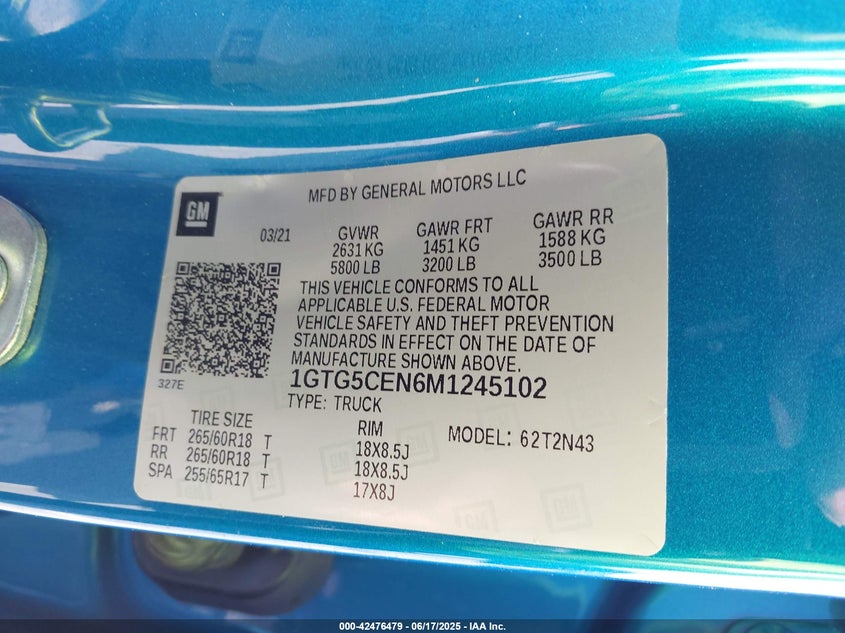 MFD BY GENERAL MOTORS LLC
GM
03/21 GVWR GAWR FRT GAWR RR
2631 KG 1451 KG 1588 KG
5800 LB 3200 LB 3500 LB
THIS VEHICLE CONFORMS TO ALL
APPLICABLE U.S. FEDERAL MOTOR
VEHICLE SAFETY AND THEFT PREVENTION
STANDARDS IN EFFECT ON THE DATE OF
MANUFACTURE SHOWN ABOVE.
327E
1GTG5CEN6M1245102
TYPE: TRUCK
TIRE SIZE RIM MODEL: 62T2N43
FRT 265/60R18 T 18X8.5J
RR 265/60R18 T 18X8.5J
SPA 255/65R17 T 17X8J
000-42476479 - 06/17/2025 - IAA Inc.